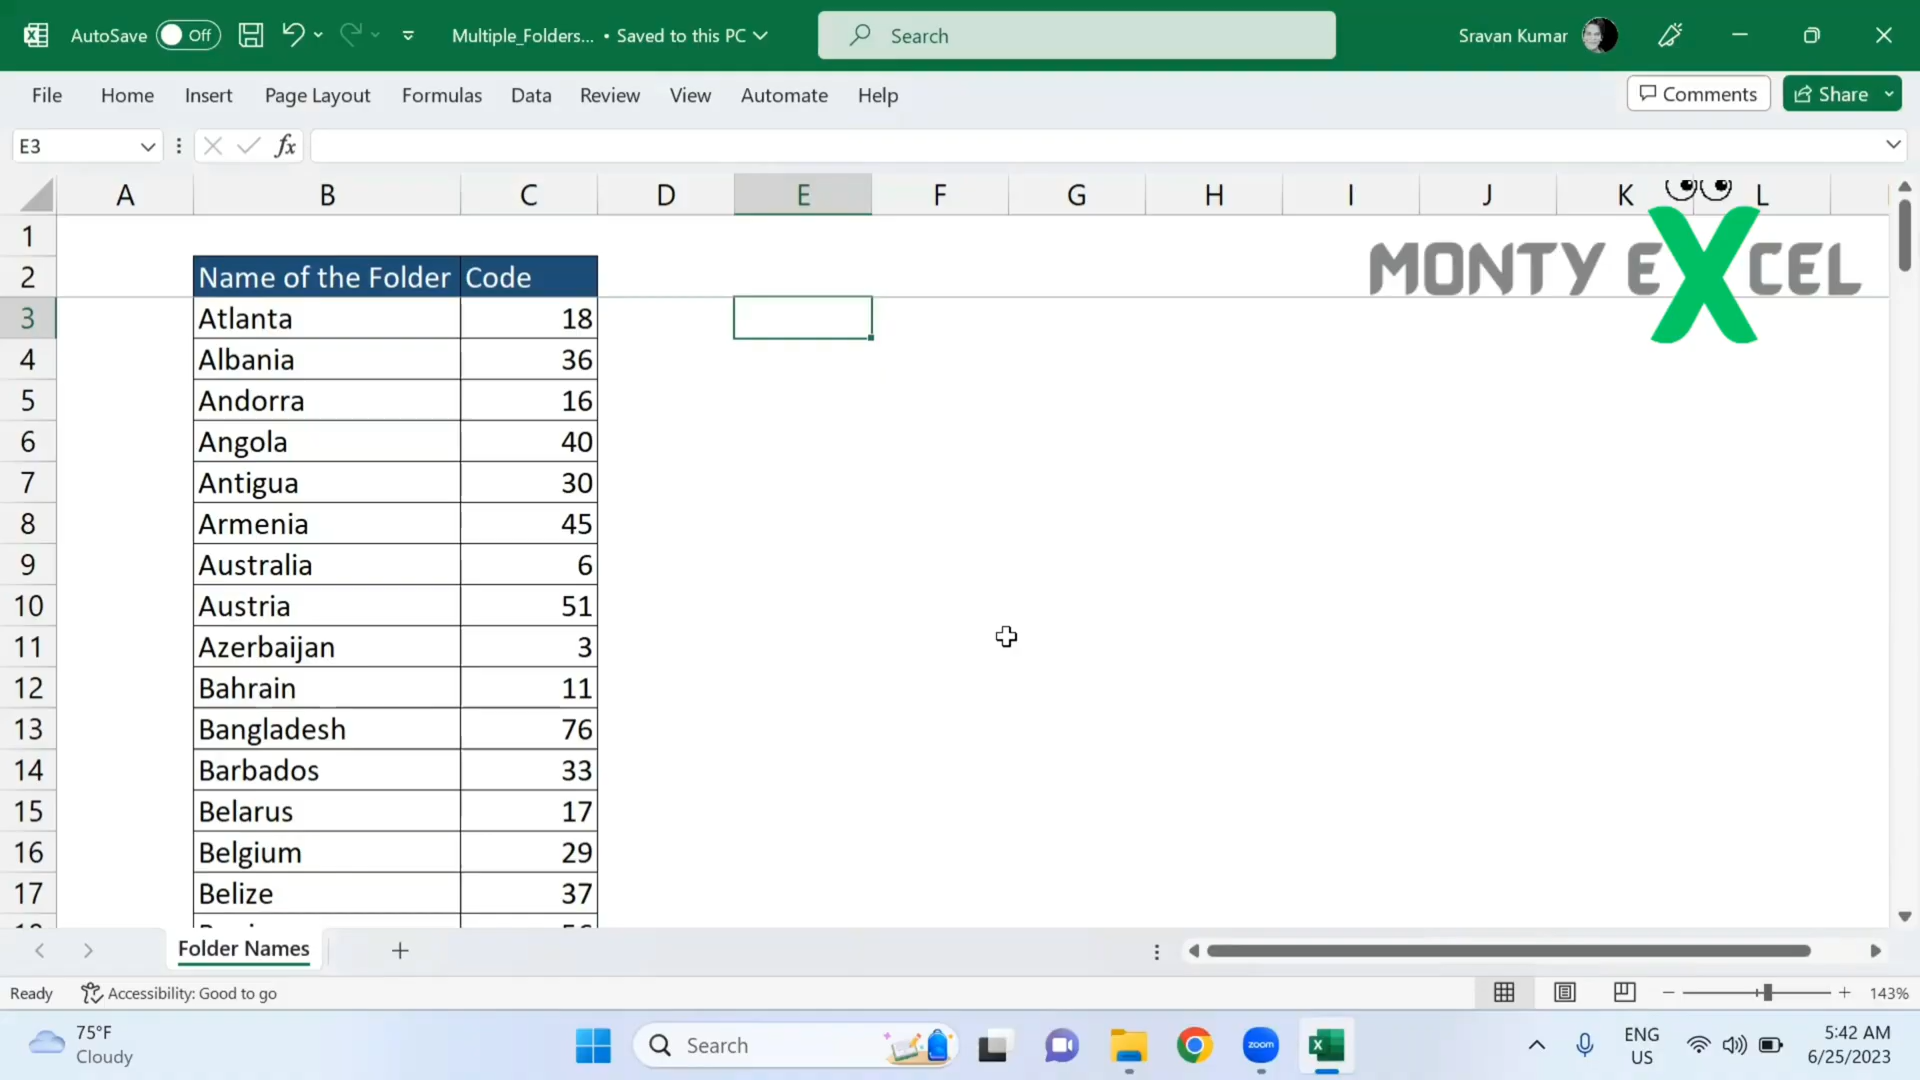 AutoSave Off Multiple_Folders... • Saved to this PC Search Sravan Kumar
File Home Insert Page Layout Formulas Data Review View Automate Help Comments Share
E3 fx
A B C D E F G H I J K L
1
2 Name of the Folder Code
MONTY EXCEL
3 Atlanta 18
4 Albania 36
5 Andorra 16
6 Angola 40
7 Antigua 30
8 Armenia 45
9 Australia 6
10 Austria 51
11 Azerbaijan 3
12 Bahrain 11
13 Bangladesh 76
14 Barbados 33
15 Belarus 17
16 Belgium 29
17 Belize 37
Folder Names
Ready Accessibility: Good to go 143%
75°F
Cloudy
Search
zoom
ENG
US
5:42 AM
6/25/2023